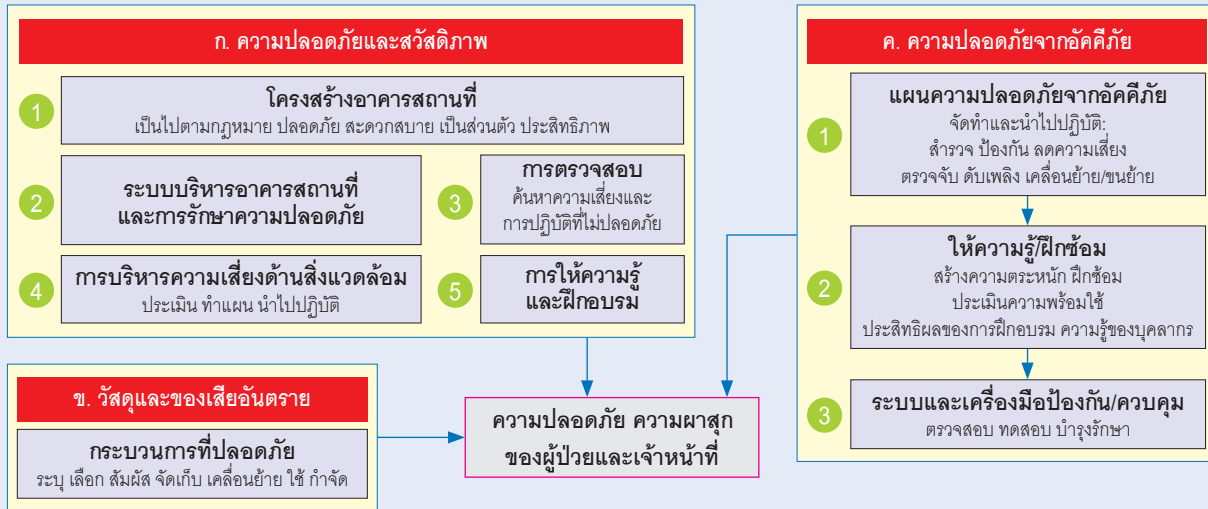 ก. ความปลอดภัยและสวัสดิภาพ
1
โครงสร้างอาคารสถานที่
เป็นไปตามกฎหมาย ปลอดภัย สะดวกสบาย เป็นส่วนตัว ประสิทธิภาพ
2
ระบบบริหารอาคารสถานที่
และการรักษาความปลอดภัย
3
การตรวจสอบ
ค้นหาความเสี่ยงและ
การปฏิบัติที่ไม่ปลอดภัย
4
การบริหารความเสี่ยงด้านสิ่งแวดล้อม
ประเมิน ทำแผน นำไปปฏิบัติ
5
การให้ความรู้
และฝึกอบรม
ข. วัสดุและของเสียอันตราย
กระบวนการที่ปลอดภัย
ระบุ เลือก สัมผัส จัดเก็บ เคลื่อนย้าย ใช้ กำจัด
ความปลอดภัย ความผาสุก
ของผู้ป่วยและเจ้าหน้าที่
ค. ความปลอดภัยจากอัคคีภัย
1
แผนความปลอดภัยจากอัคคีภัย
จัดทำและนำไปปฏิบัติ:
สำรวจ ป้องกัน ลดความเสี่ยง
ตรวจจับ ดับเพลิง เคลื่อนย้าย/ขนย้าย
2
ให้ความรู้/ฝึกซ้อม
สร้างความตระหนัก ฝึกซ้อม
ประเมินความพร้อมใช้
ประสิทธิผลของการฝึกอบรม ความรู้ของบุคลากร
3
ระบบและเครื่องมือป้องกัน/ควบคุม
ตรวจสอบ ทดสอบ บำรุงรักษา